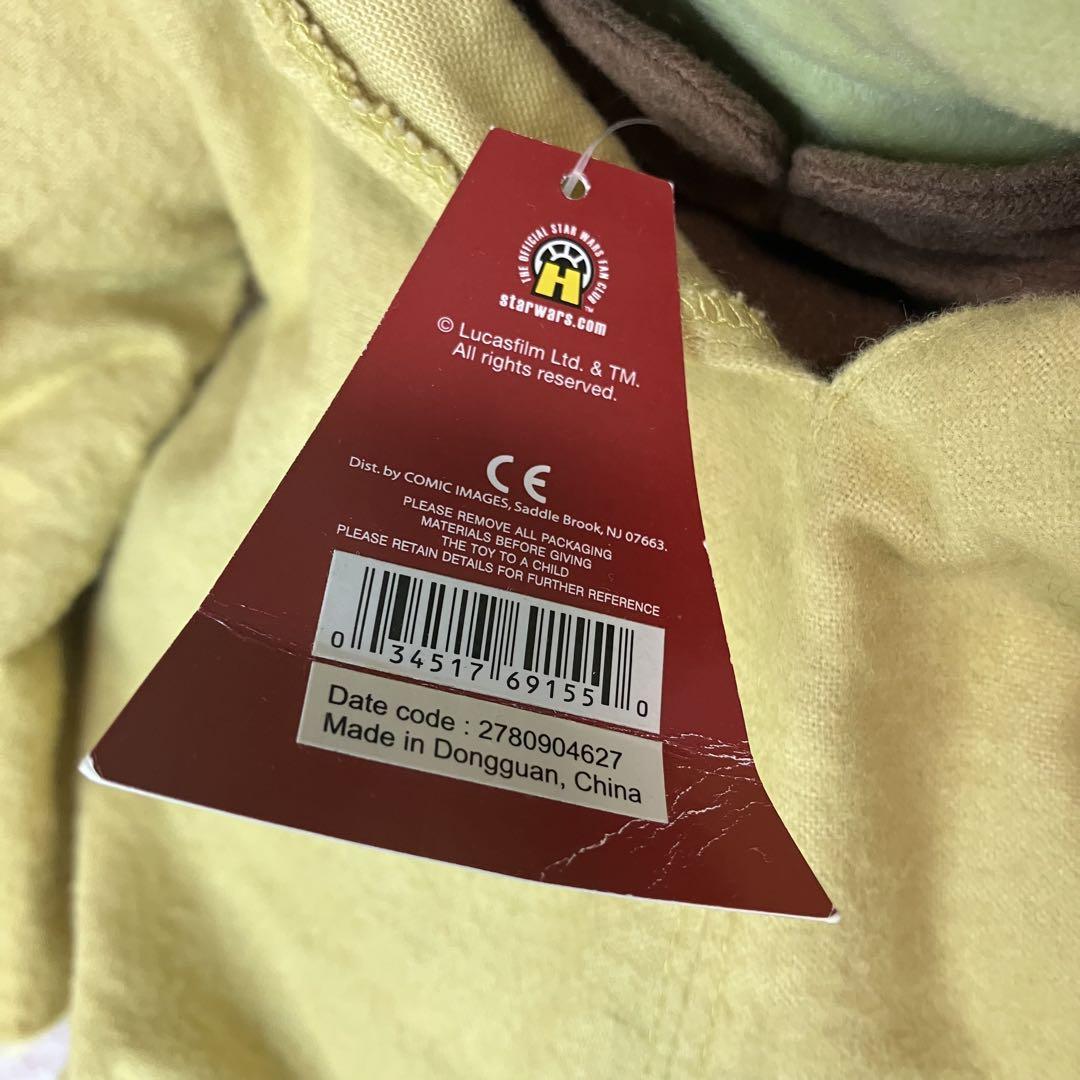 THE OFFICIAL STAR WARS FAN CLUB
H
starwars.com
© Lucasfilm Ltd. & TM.
All rights reserved.
CE
Dist. by COMIC IMAGES, Saddle Brook, NJ 07663.
PLEASE REMOVE ALL PACKAGING
MATERIALS BEFORE GIVING
THE TOY TO A CHILD
PLEASE RETAIN DETAILS FOR FURTHER REFERENCE
0 34517 69155 0
Date code : 2780904627
Made in Dongguan, China